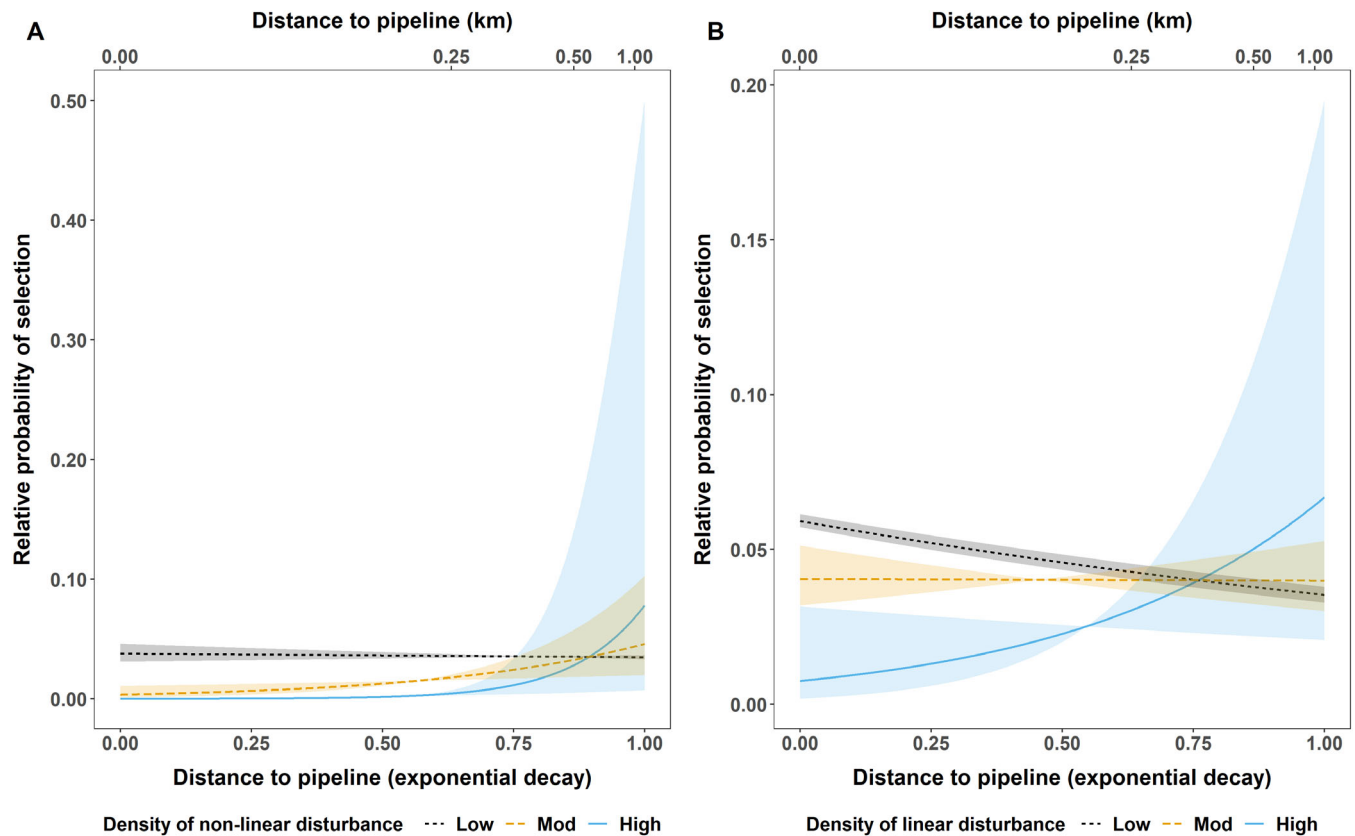 A
Distance to pipeline (km)
0.00 0.25 0.50 1.00
Relative probability of selection
0.50
0.40
0.30
0.20
0.10
0.00
0.00 0.25 0.50 0.75 1.00
Distance to pipeline (exponential decay)
Density of non-linear disturbance Low Mod High
B
Distance to pipeline (km)
0.00 0.25 0.50 1.00
Relative probability of selection
0.20
0.15
0.10
0.05
0.00
0.00 0.25 0.50 0.75 1.00
Distance to pipeline (exponential decay)
Density of linear disturbance Low Mod High